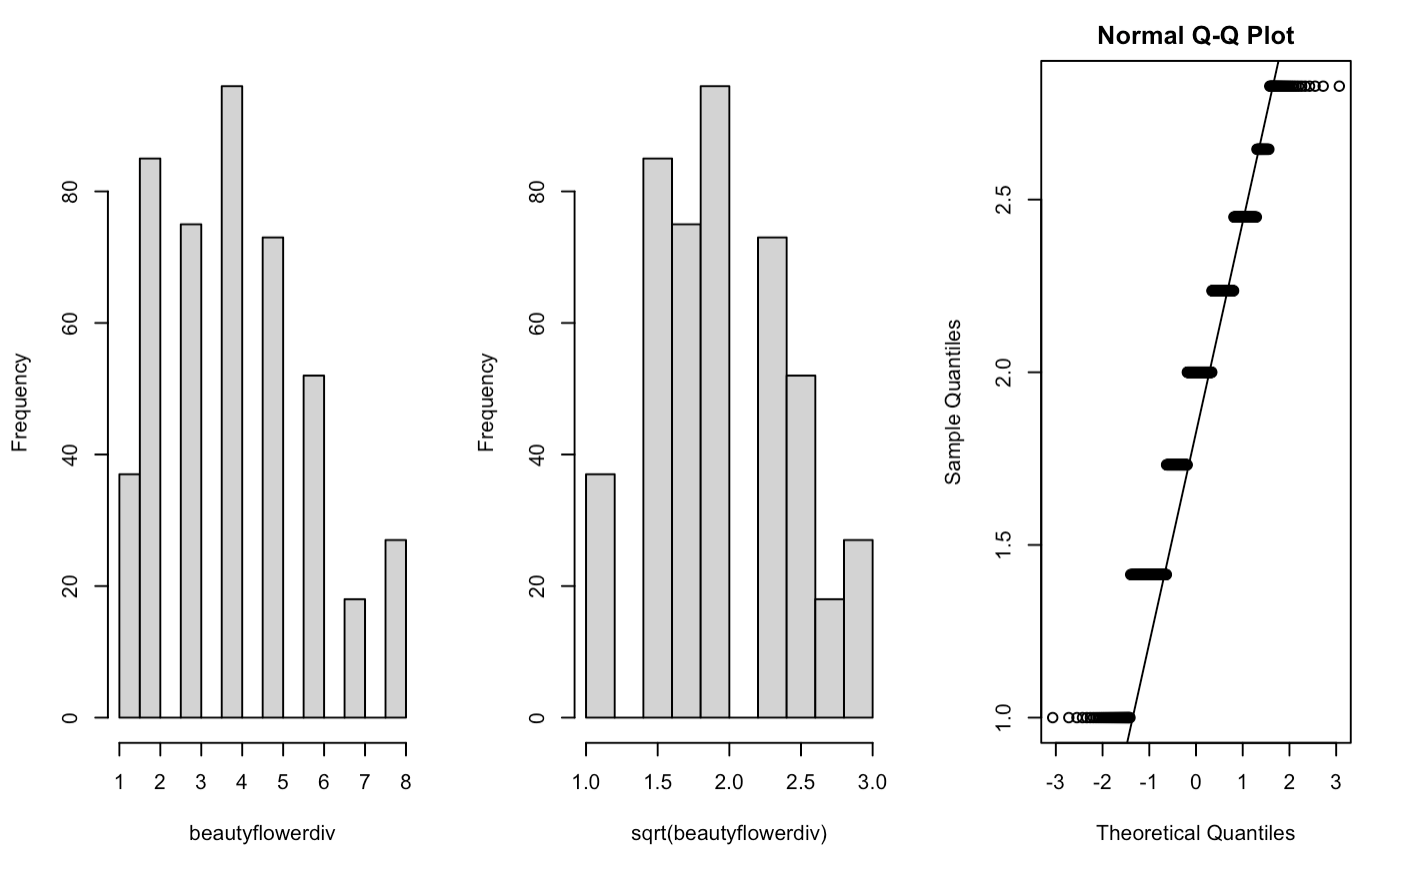 Normal Q-Q Plot
Frequency
0 20 40 60 80
1 2 3 4 5 6 7 8
beautyflowerdiv
Frequency
0 20 40 60 80
1.0 1.5 2.0 2.5 3.0
sqrt(beautyflowerdiv)
Sample Quantiles
1.0 1.5 2.0 2.5
-3 -2 -1 0 1 2 3
Theoretical Quantiles